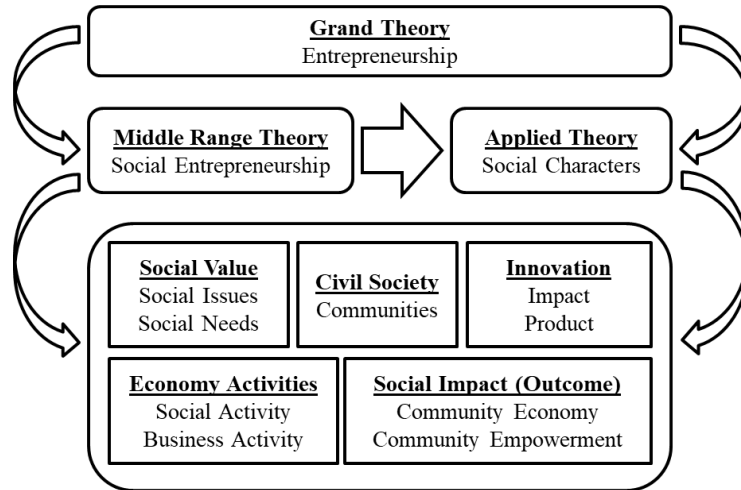 Grand Theory
Entrepreneurship
Middle Range Theory
Social Entrepreneurship
Applied Theory
Social Characters
Social Value
Social Issues
Social Needs
Civil Society
Communities
Innovation
Impact
Product
Economy Activities
Social Activity
Business Activity
Social Impact (Outcome)
Community Economy
Community Empowerment